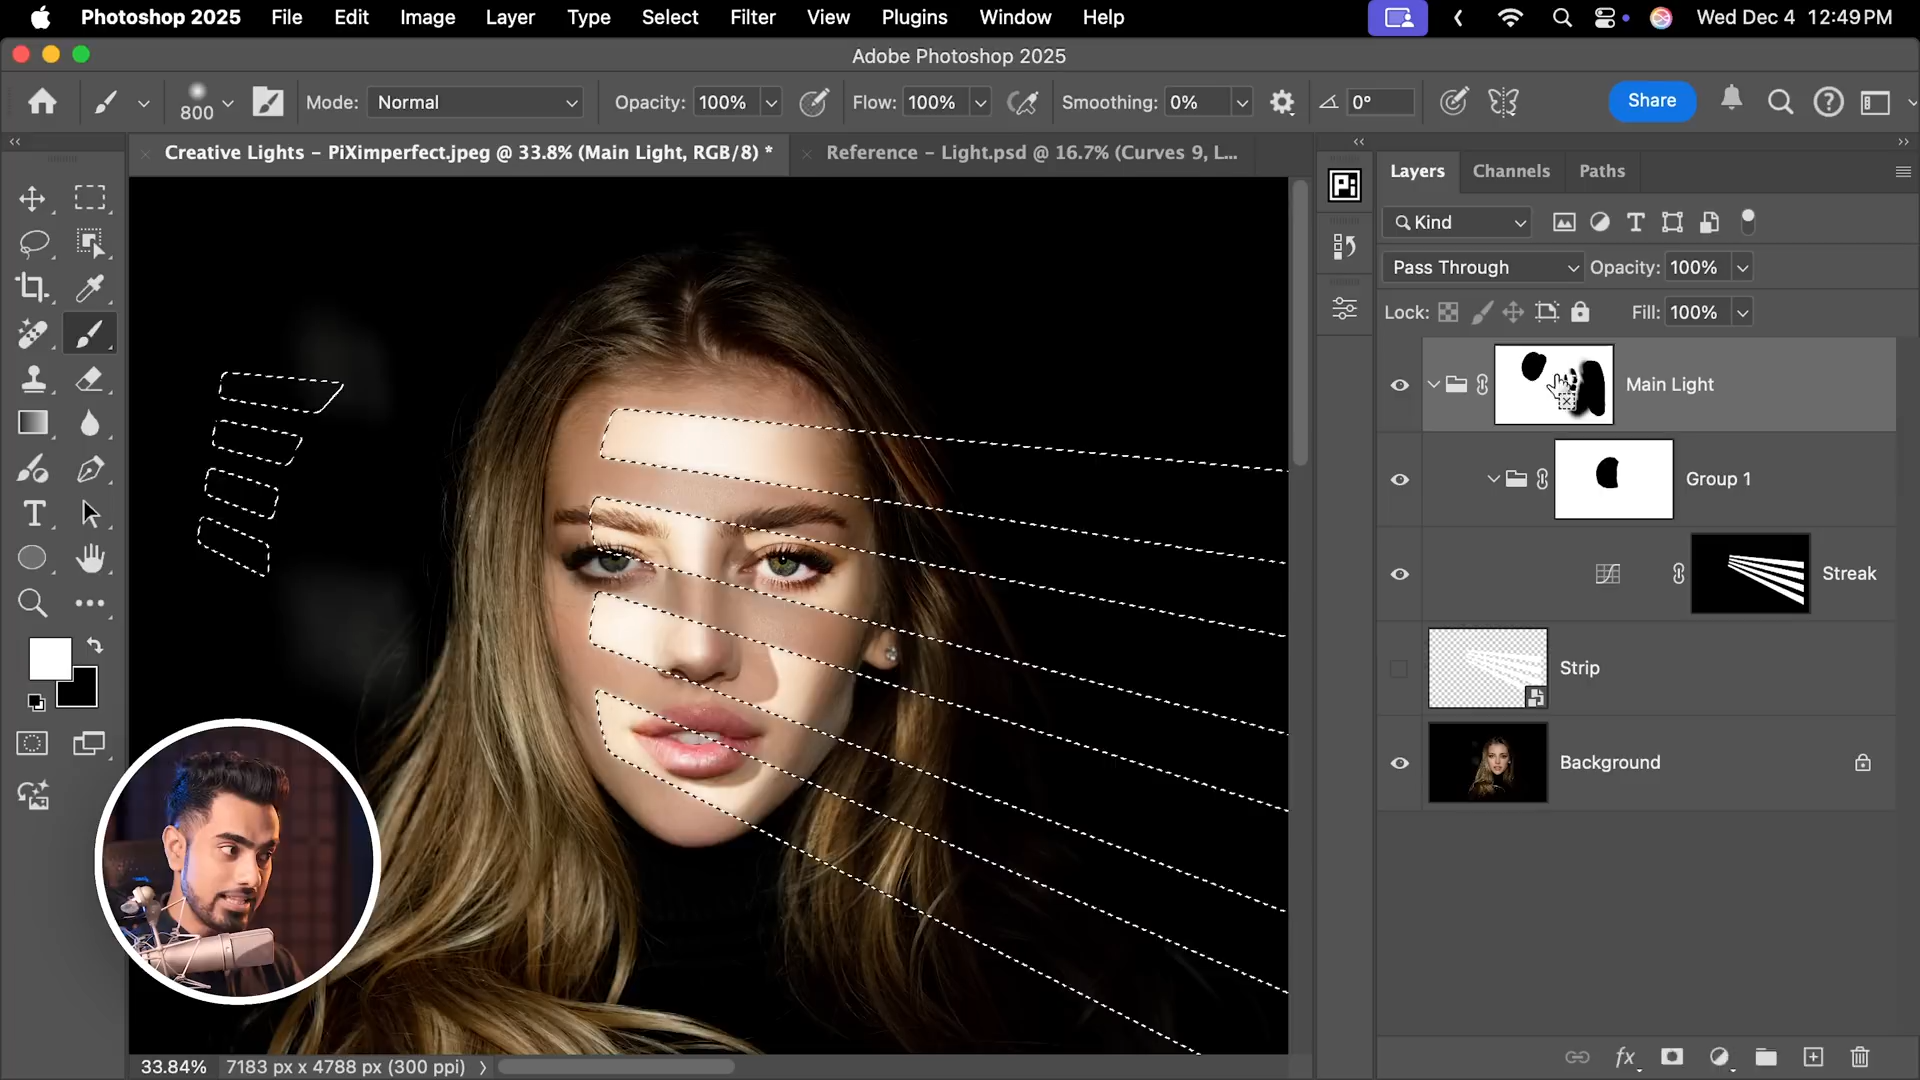 Photoshop 2025 File Edit Image Layer Type Select Filter View Plugins Window Help Wed Dec 4 12:49 PM
Adobe Photoshop 2025
800 Mode: Normal Opacity: 100% Flow: 100% Smoothing: 0% 0° Share
Creative Lights - PiXimperfect.jpeg @ 33.8% (Main Light, RGB/8) *
Reference - Light.psd @ 16.7% (Curves 9, L...
Pi
Layers Channels Paths
Kind
Pass Through Opacity: 100%
Lock: Fill: 100%
Main Light
Group 1
Streak
Strip
Background
fx
33.84% 7183 px x 4788 px (300 ppi)